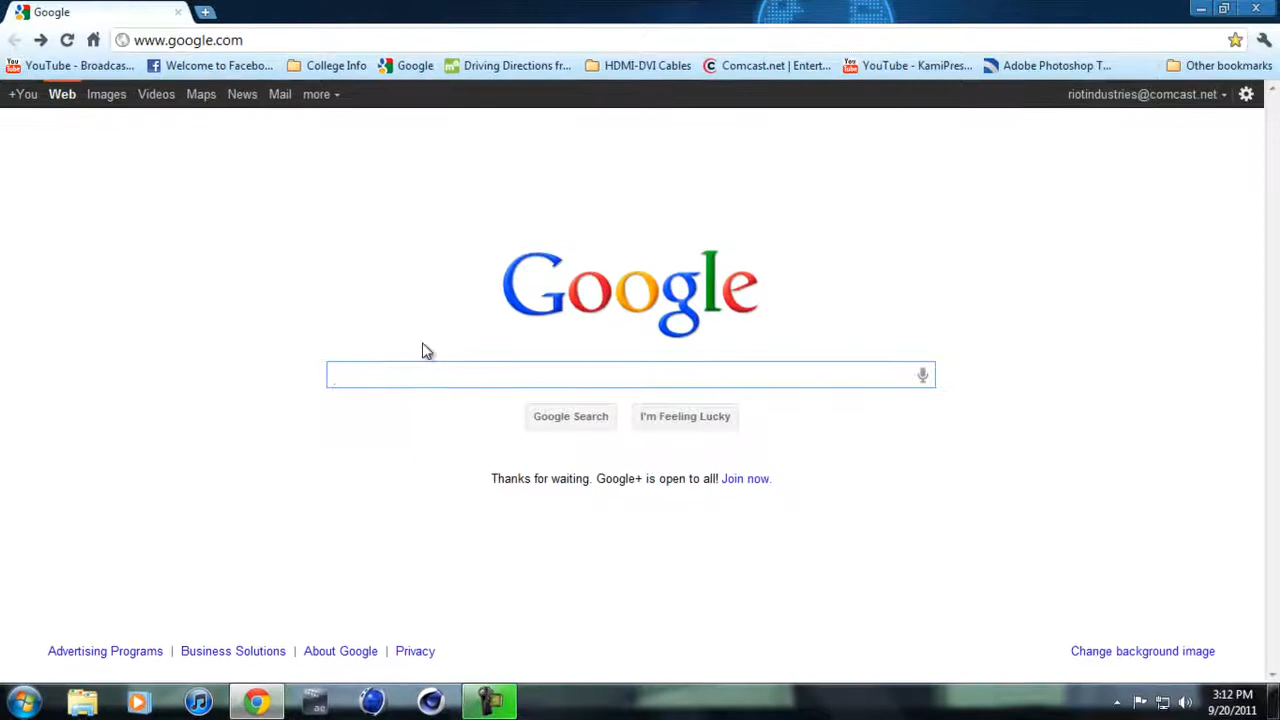 Google
www.google.com
YouTube - Broadcas... Welcome to Facebo... College Info Google Driving Directions fr... HDMI-DVI Cables Comcast.net | Entert... YouTube - KamiPres... Adobe Photoshop T... Other bookmarks
+You Web Images Videos Maps News Mail more riotindustries@comcast.net
Google
Google Search I'm Feeling Lucky
Thanks for waiting. Google+ is open to all! Join now.
Advertising Programs | Business Solutions | About Google | Privacy Change background image
ae 3:12 PM
9/20/2011